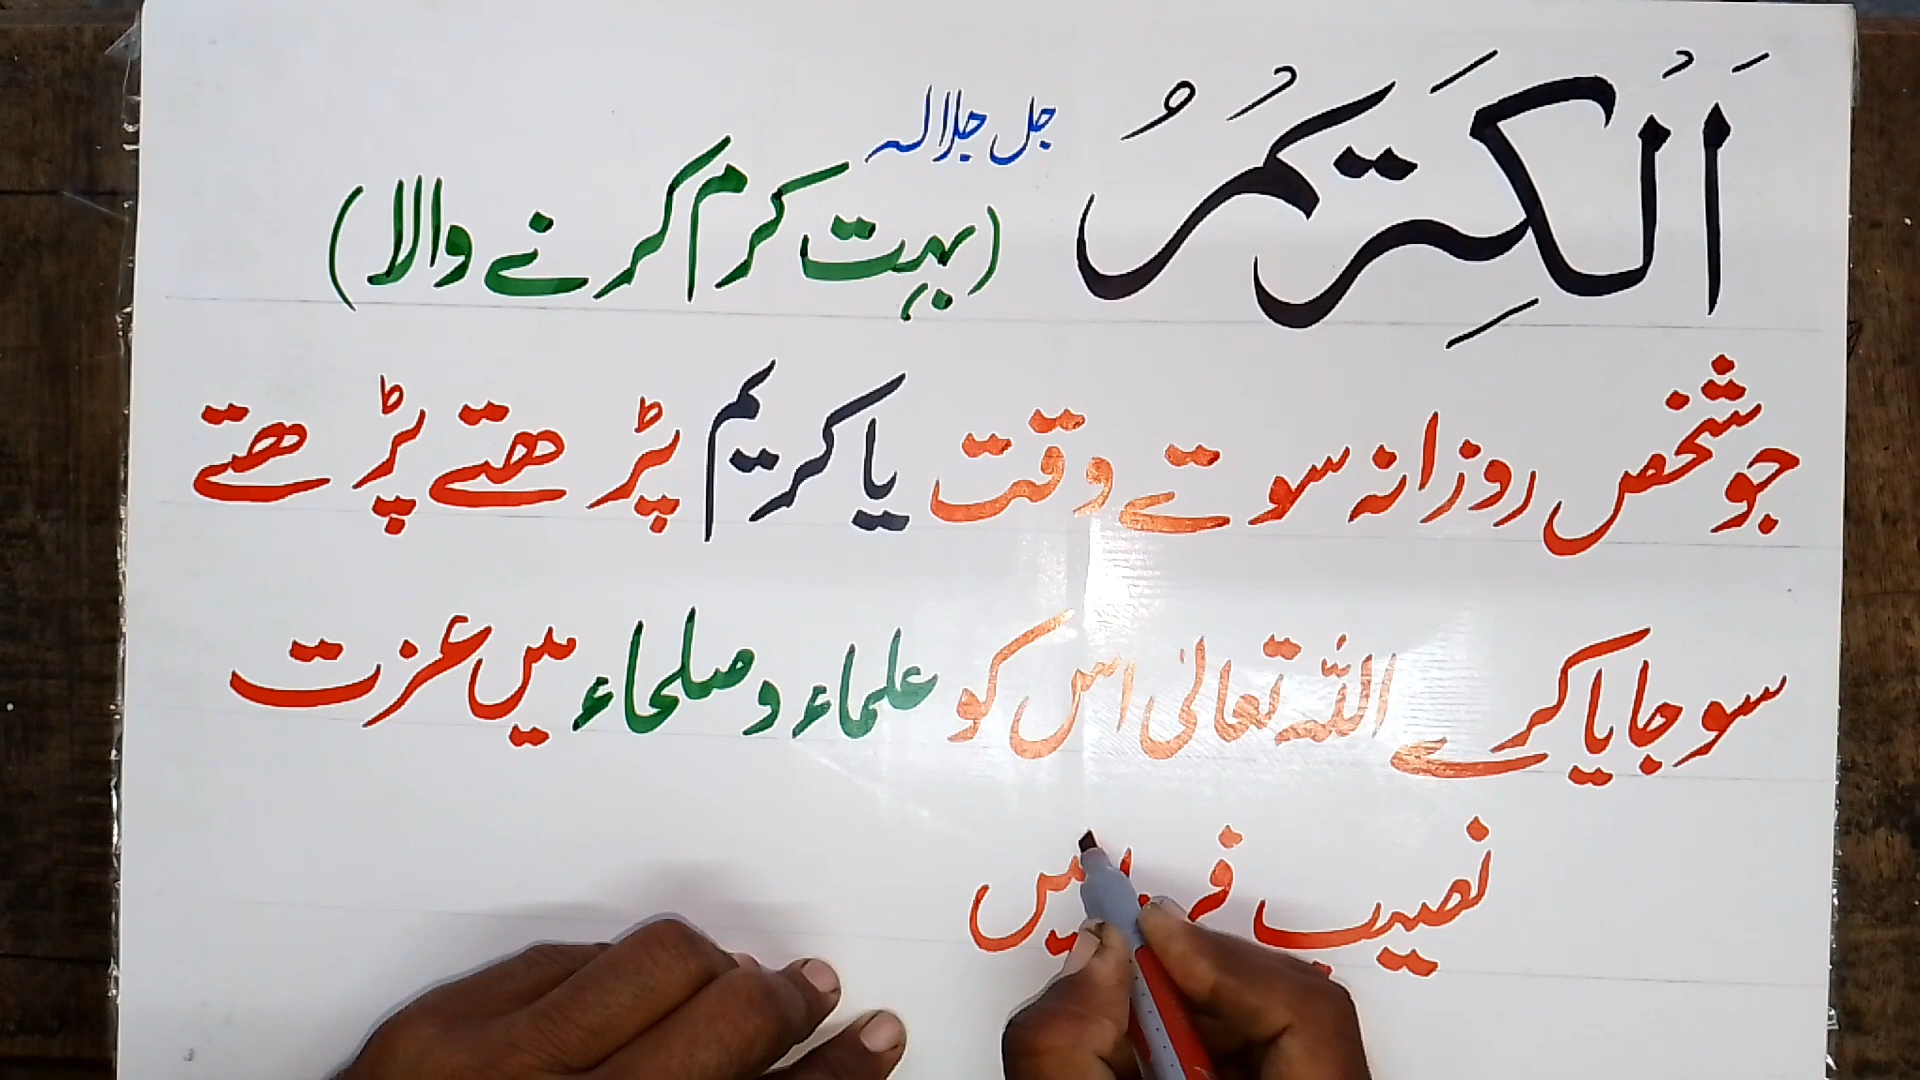 اَلْکَرِیْمُ جل جلالہ (بہت کرم کرنے والا)
جو شخص روزانہ سوتے وقت یا کریم پڑھتے پڑھتے
سو جایا کرے اللہ تعالیٰ اس کو علماء و صلحاء میں عزت
نصیب